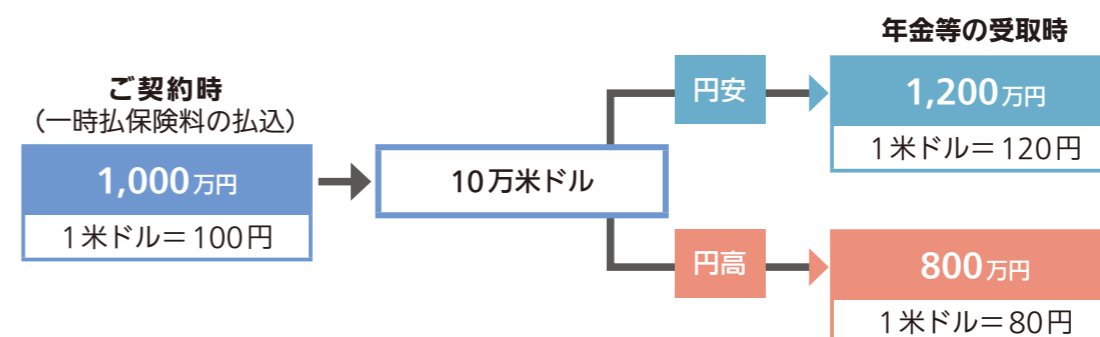 ご契約時
（一時払保険料の払込）
1,000万円
1米ドル＝100円
10万米ドル
円安
年金等の受取時
1,200万円
1米ドル＝120円
円高
800万円
1米ドル＝80円